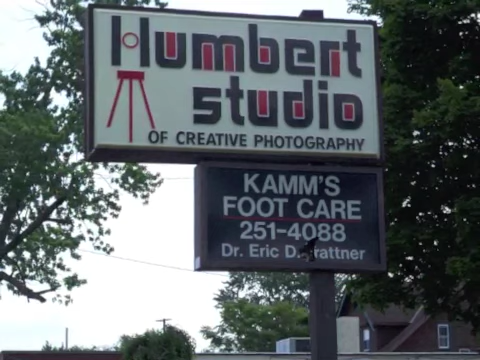 Humbert
studio
OF CREATIVE PHOTOGRAPHY
KAMM'S
FOOT CARE
251-4088
Dr. Eric D.